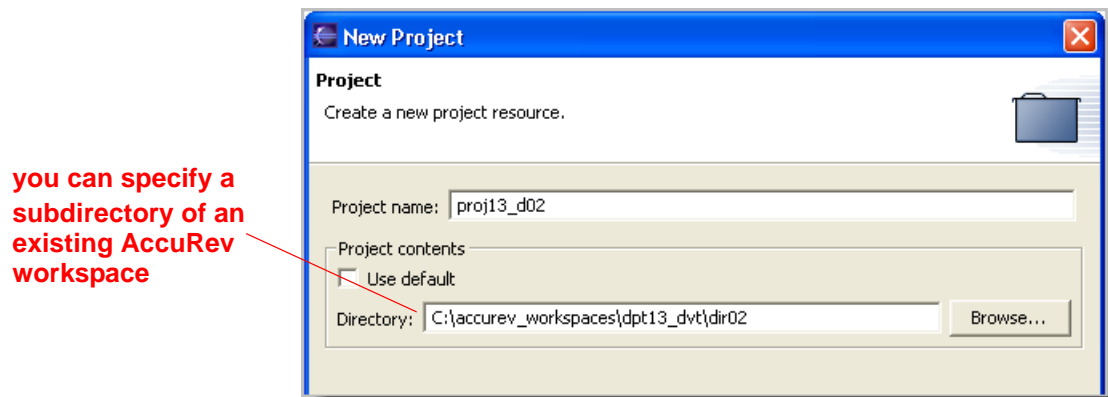 New Project
Project
Create a new project resource.
you can specify a
subdirectory of an
existing AccuRev
workspace
Project name: proj13_d02
Project contents
Use default
Directory: C:\accurev_workspaces\dpt13_dvt\dir02 Browse...